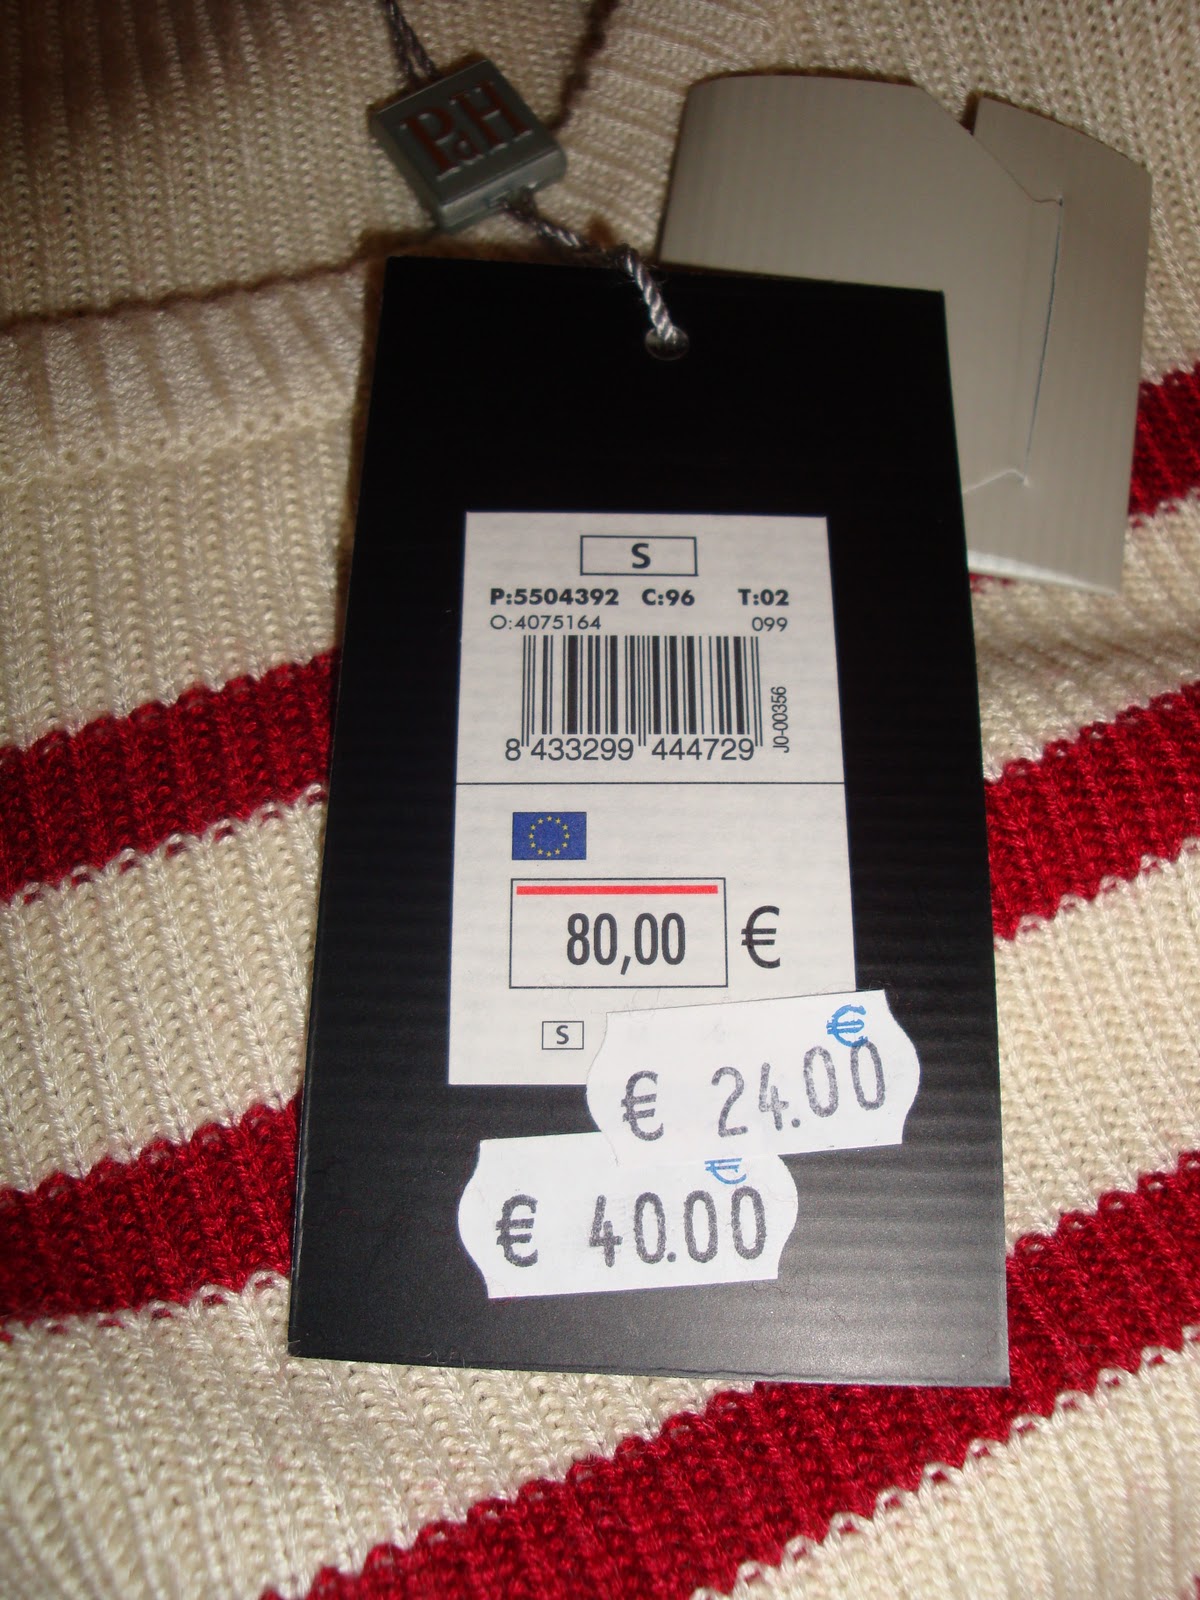 PdH
S
P:5504392 C:96 T:02
O:4075164 099
J0-00356
8 433299 444729
80,00 €
S
€
€ 24.00
€
€ 40.00